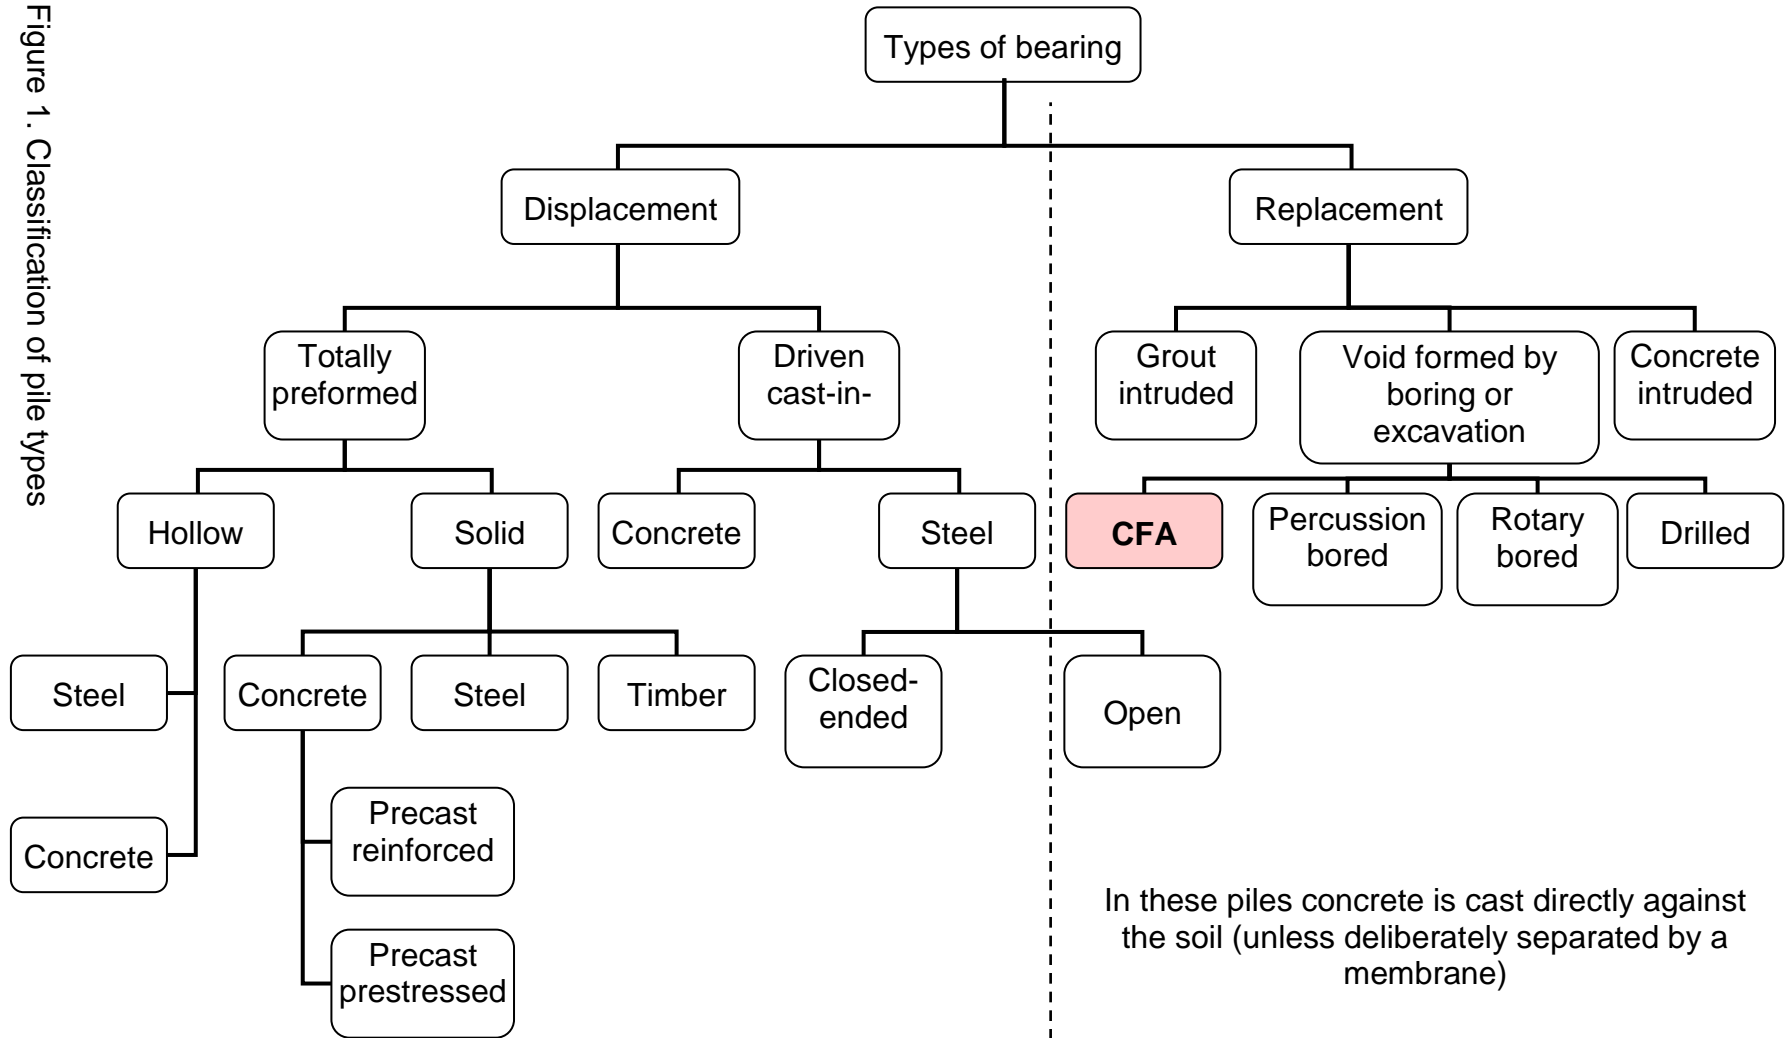 Figure 1. Classification of pile types
Types of bearing
Displacement
Replacement
Totally
preformed
Driven
cast-in-
Grout
intruded
Void formed by
boring or
excavation
Concrete
intruded
Hollow
Solid
Concrete
Steel
CFA
Percussion
bored
Rotary
bored
Drilled
Steel
Concrete
Steel
Timber
Closed-
ended
Open
Concrete
Precast
reinforced
Precast
prestressed
In these piles concrete is cast directly against
the soil (unless deliberately separated by a
membrane)